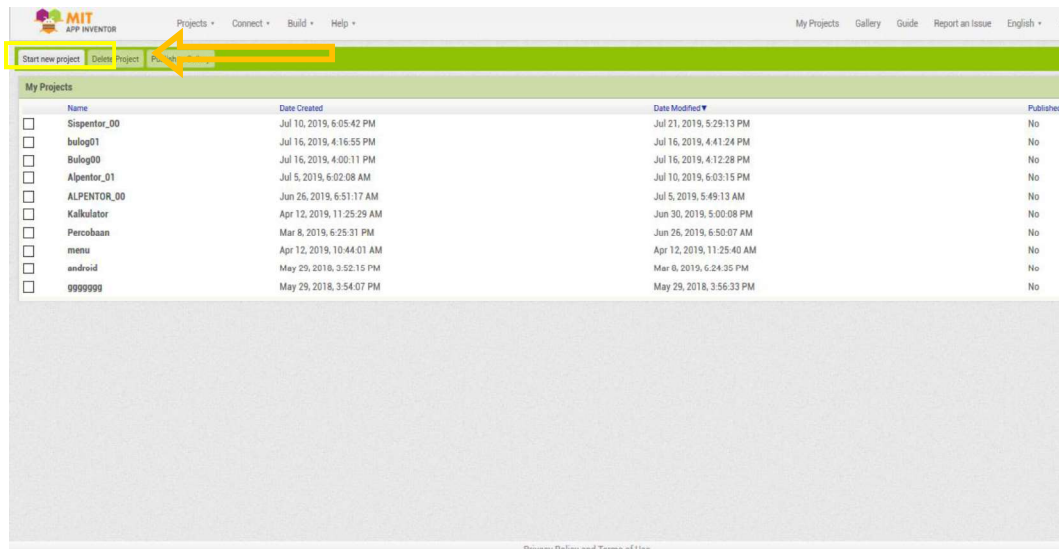 MIT
APP INVENTOR
Projects Connect Build Help My Projects Gallery Guide Report an Issue English
Start new project Delete Project
My Projects
Name Date Created Date Modified▼ Published
Sispentor_00 Jul 10, 2019, 6:05:42 PM Jul 21, 2019, 5:29:13 PM No
bulog01 Jul 16, 2019, 4:16:55 PM Jul 16, 2019, 4:41:24 PM No
Bulog00 Jul 16, 2019, 4:00:11 PM Jul 16, 2019, 4:12:28 PM No
Alpentor_01 Jul 5, 2019, 6:02:08 AM Jul 10, 2019, 6:03:15 PM No
ALPENTOR_00 Jun 26, 2019, 6:51:17 AM Jul 5, 2019, 5:49:13 AM No
Kalkulator Apr 12, 2019, 11:25:29 AM Jun 30, 2019, 5:00:08 PM No
Percobaan Mar 8, 2019, 6:25:31 PM Jun 26, 2019, 6:50:07 AM No
menu Apr 12, 2019, 10:44:01 AM Apr 12, 2019, 11:25:40 AM No
android May 29, 2018, 3:52:15 PM Mar 8, 2019, 6:24:35 PM No
ggggggg May 29, 2018, 3:54:07 PM May 29, 2018, 3:56:33 PM No
Privacy Policy and Terms of Use